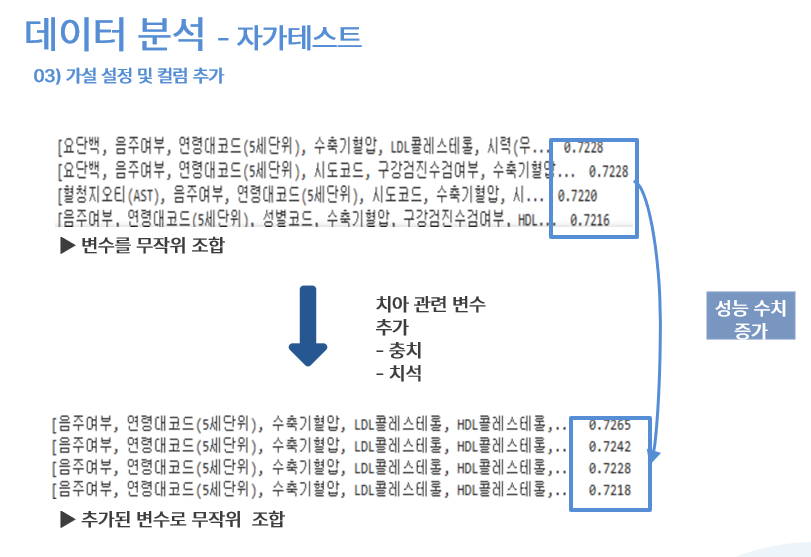 데이터 분석 - 자가테스트
03) 가설 설정 및 컬럼 추가
[요단백, 음주여부, 연령대코드(5세단위), 수축기혈압, LDL콜레스테롤, 시력(우... 0.7228
[요단백, 음주여부, 연령대코드(5세단위), 시도코드, 구강검진수검여부, 수축기혈압... 0.7228
[혈청지오티(AST), 음주여부, 연령대코드(5세단위), 시도코드, 수축기혈압, 시... 0.7220
[음주여부, 연령대코드(5세단위), 성별코드, 수축기혈압, 구강검진수검여부, HDL... 0.7216
▶ 변수를 무작위 조합
치아 관련 변수
추가
- 충치
- 치석
성능 수치
증가
[음주여부, 연령대코드(5세단위), 수축기혈압, LDL콜레스테롤, HDL콜레스테롤,.. 0.7265
[음주여부, 연령대코드(5세단위), 수축기혈압, LDL콜레스테롤, HDL콜레스테롤,.. 0.7242
[음주여부, 연령대코드(5세단위), 수축기혈압, LDL콜레스테롤, HDL콜레스테롤,.. 0.7228
[음주여부, 연령대코드(5세단위), 수축기혈압, LDL콜레스테롤, HDL콜레스테롤,.. 0.7218
▶ 추가된 변수로 무작위 조합